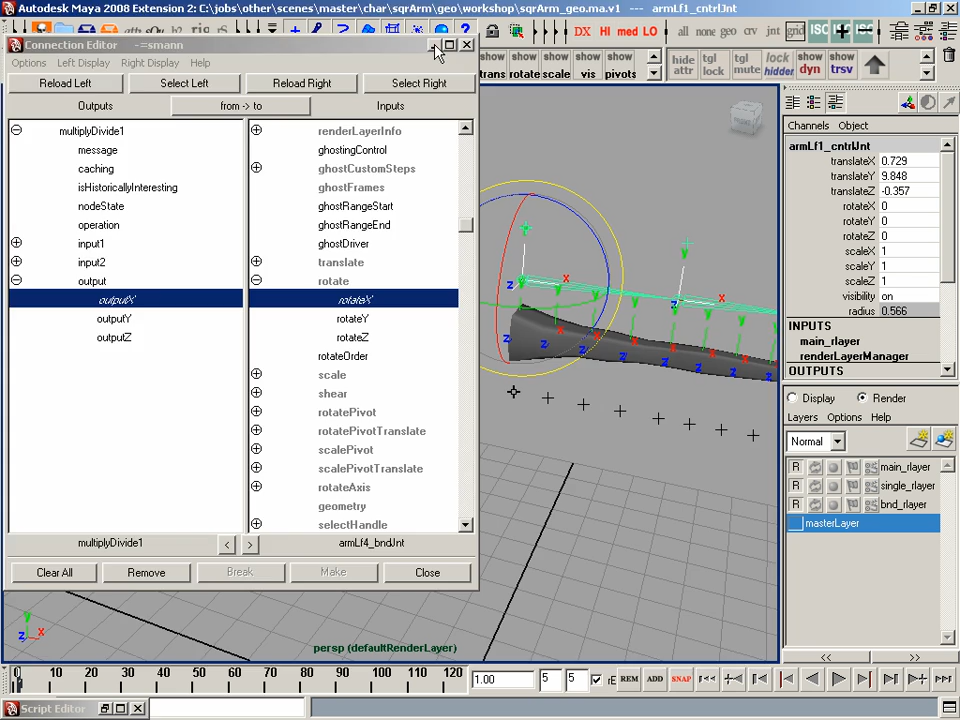 Autodesk Maya 2008 Extension 2: C:\jobs\other\scenes\master\char\sqrArm\geo\workshop\sqrArm_geo.ma.v1 --- armLf1_cntrlJnt
Connection Editor -=smann
Options Left Display Right Display Help
Reload Left Select Left Reload Right Select Right
Outputs from -> to Inputs
DX HI med LO all none geo crv jnt gnd ISO ISO
trans rotate scale vis pivots
show show show show show
hide attr tgl lock tgl mute lock hidden show dyn show trsv
multiplyDivide1 renderLayerInfo
message ghostingControl
caching ghostCustomSteps
isHistoricallyInteresting ghostFrames
nodeState ghostRangeStart
operation ghostRangeEnd
input1 ghostDriver
input2 translate
output rotate
outputX rotateX
outputY rotateY
outputZ rotateZ
rotateOrder
scale
shear
rotatePivot
rotatePivotTranslate
scalePivot
scalePivotTranslate
rotateAxis
geometry
selectHandle
multiplyDivide1 < > armLf4_bndJnt
Clear All Remove Break Make Close
persp (defaultRenderLayer)
Channels Object
armLf1_cntrlJnt
translateX 0.729
translateY 9.848
translateZ -0.357
rotateX 0
rotateY 0
rotateZ 0
scaleX 1
scaleY 1
scaleZ 1
visibility on
radius 0.566
INPUTS
main_rlayer
renderLayerManager
OUTPUTS
Display Render
Layers Options Help
Normal
R main_rlayer
R single_rlayer
R bnd_rlayer
masterLayer
<< >>
0 10 20 30 40 50 60 70 80 90 100 110 120 1.00 5 5 rE REM ADD SNAP
Script Editor